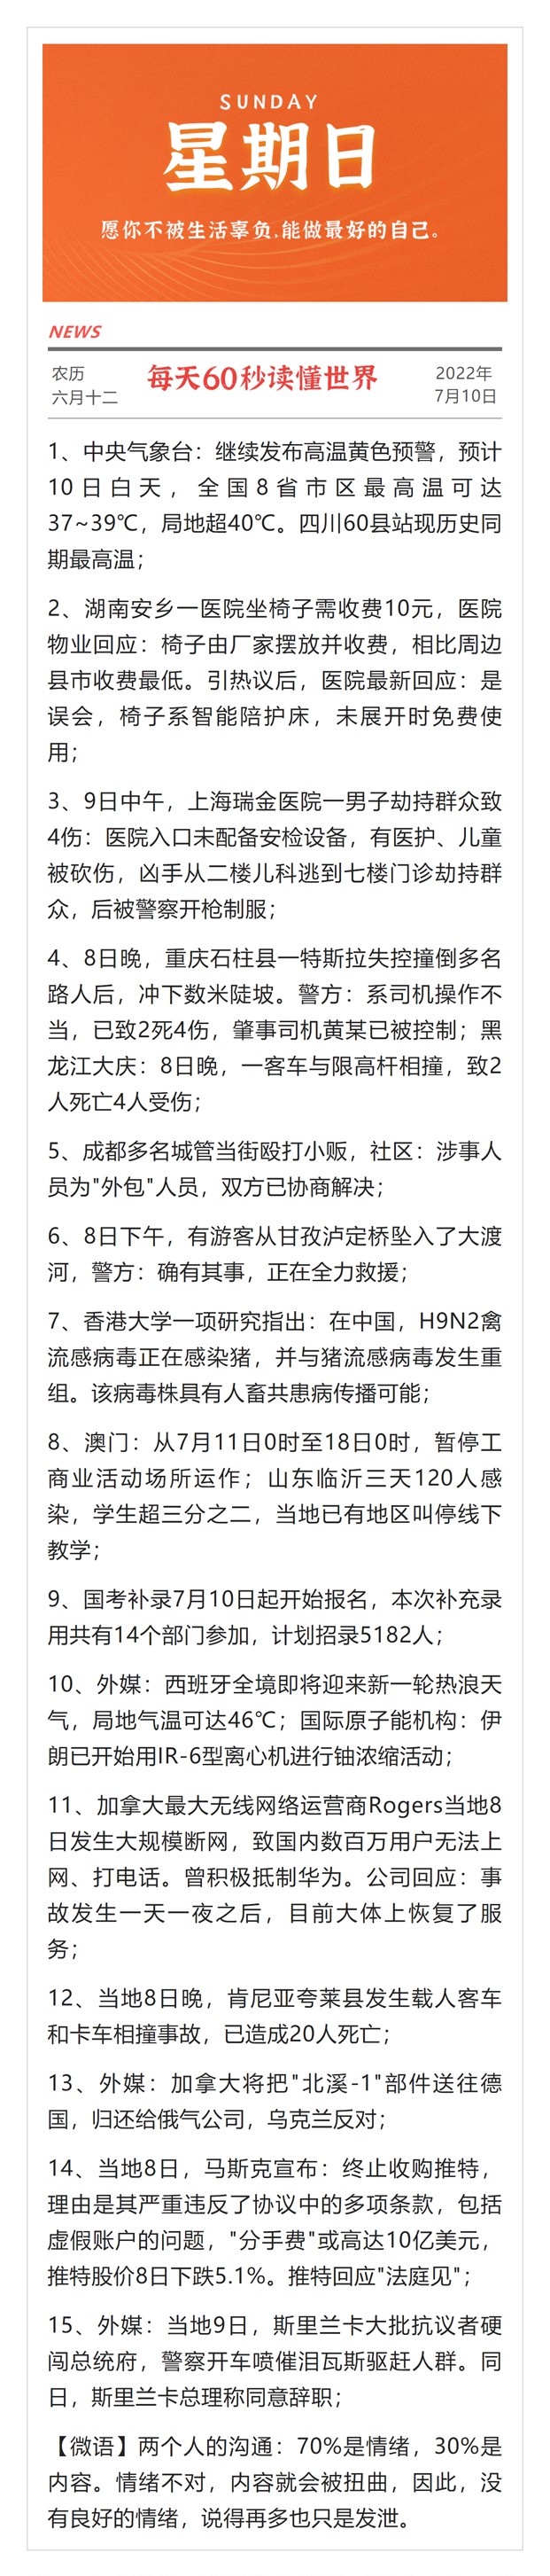 SUNDAY
星期日
愿你不被生活辜负,能做最好的自己。
NEWS
农历
六月十二
每天60秒读懂世界
2022年
7月10日
1、中央气象台：继续发布高温黄色预警，预计
10日白天，全国8省市区最高温可达
37~39℃，局地超40℃。四川60县站现历史同
期最高温；
2、湖南安乡一医院坐椅子需收费10元，医院
物业回应：椅子由厂家摆放并收费，相比周边
县市收费最低。引热议后，医院最新回应：是
误会，椅子系智能陪护床，未展开时免费使
用；
3、9日中午，上海瑞金医院一男子劫持群众致
4伤：医院入口未配备安检设备，有医护、儿童
被砍伤，凶手从二楼儿科逃到七楼门诊劫持群
众，后被警察开枪制服；
4、8日晚，重庆石柱县一特斯拉失控撞倒多名
路人后，冲下数米陡坡。警方：系司机操作不
当，已致2死4伤，肇事司机黄某已被控制；黑
龙江大庆：8日晚，一客车与限高杆相撞，致2
人死亡4人受伤；
5、成都多名城管当街殴打小贩，社区：涉事人
员为"外包"人员，双方已协商解决；
6、8日下午，有游客从甘孜泸定桥坠入了大渡
河，警方：确有其事，正在全力救援；
7、香港大学一项研究指出：在中国，H9N2禽
流感病毒正在感染猪，并与猪流感病毒发生重
组。该病毒株具有人畜共患病传播可能；
8、澳门：从7月11日0时至18日0时，暂停工
商业活动场所运作；山东临沂三天120人感
染，学生超三分之二，当地已有地区叫停线下
教学；
9、国考补录7月10日起开始报名，本次补充录
用共有14个部门参加，计划招录5182人；
10、外媒：西班牙全境即将迎来新一轮热浪天
气，局地气温可达46℃；国际原子能机构：伊
朗已开始用IR-6型离心机进行铀浓缩活动；
11、加拿大最大无线网络运营商Rogers当地8
日发生大规模断网，致国内数百万用户无法上
网、打电话。曾积极抵制华为。公司回应：事
故发生一天一夜之后，目前大体上恢复了服
务；
12、当地8日晚，肯尼亚夸莱县发生载人客车
和卡车相撞事故，已造成20人死亡；
13、外媒：加拿大将把"北溪-1"部件送往德
国，归还给俄气公司，乌克兰反对；
14、当地8日，马斯克宣布：终止收购推特，
理由是其严重违反了协议中的多项条款，包括
虚假账户的问题，"分手费"或高达10亿美元，
推特股价8日下跌5.1%。推特回应"法庭见"；
15、外媒：当地9日，斯里兰卡大批抗议者硬
闯总统府，警察开车喷催泪瓦斯驱赶人群。同
日，斯里兰卡总理称同意辞职；
【微语】两个人的沟通：70%是情绪，30%是
内容。情绪不对，内容就会被扭曲，因此，没
有良好的情绪，说得再多也只是发泄。